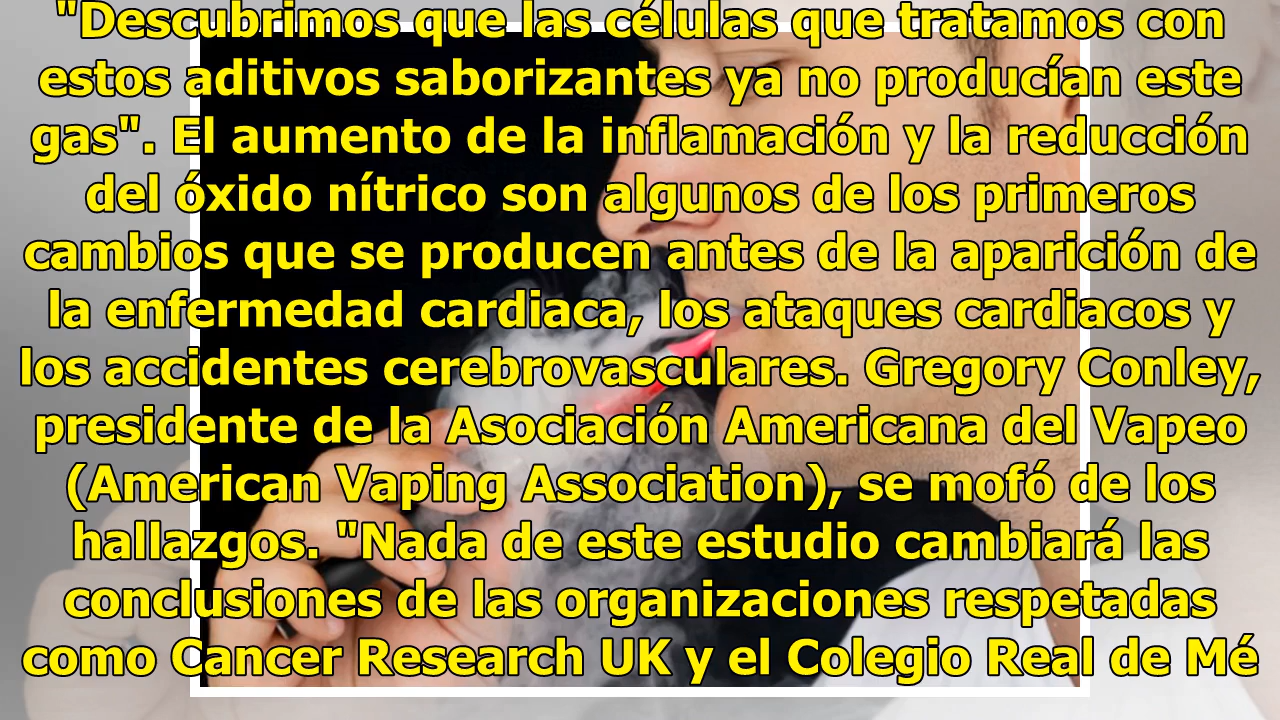 "Descubrimos que las células que tratamos con
estos aditivos saborizantes ya no producían este
gas". El aumento de la inflamación y la reducción
del óxido nítrico son algunos de los primeros
cambios que se producen antes de la aparición de
la enfermedad cardiaca, los ataques cardiacos y
los accidentes cerebrovasculares. Gregory Conley,
presidente de la Asociación Americana del Vapeo
(American Vaping Association), se mofó de los
hallazgos. "Nada de este estudio cambiará las
conclusiones de las organizaciones respetadas
como Cancer Research UK y el Colegio Real de Mé